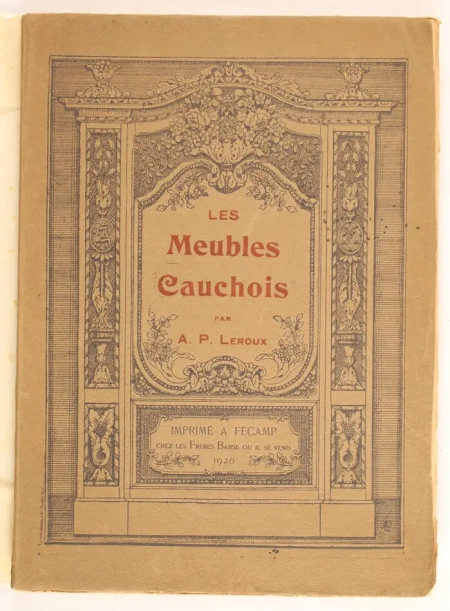 LES
Meubles
Cauchois
PAR
A. P. LEROUX
IMPRIMÉ A FÉCAMP
CHEZ LES FRÈRES BANSE OU IL SE VEND
1920